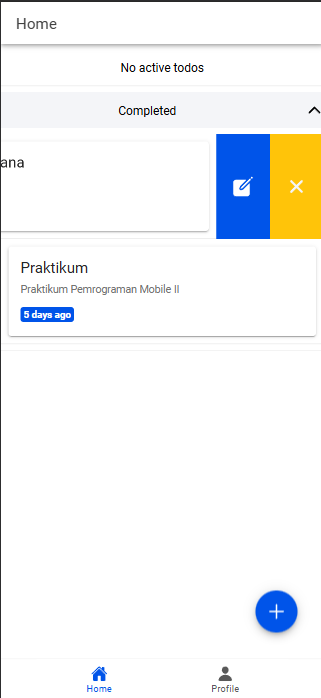 Home
No active todos
Completed
ana
Praktikum
Praktikum Pemrograman Mobile II
5 days ago
Home
Profile